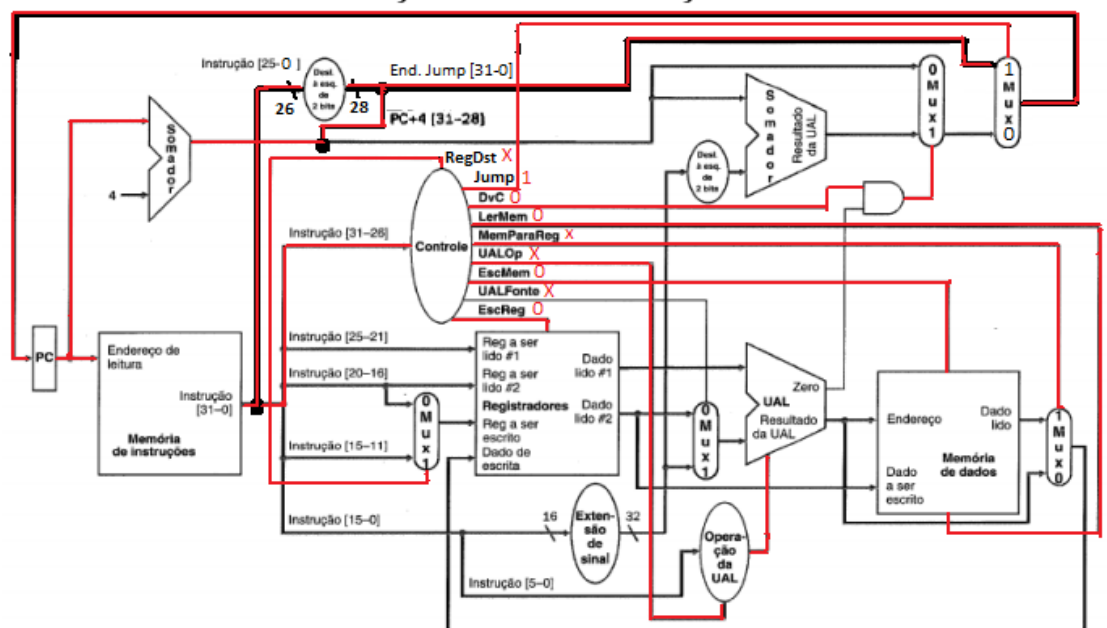 Instrução [25-0 ]
Desl.
à esq.
de
2 bits
26
28
End. Jump [31-0]
PC+4 [31-28]
Somador
4
0
Mux
1
1
Mux
0
Somador
Resultado
da UAL
Desl.
à esq.
de
2 bits
RegDst X
Jump 1
DvC 0
LerMem 0
MemParaReg X
UALOp X
EscMem 0
UALFonte X
EscReg 0
Controle
Instrução [31-26]
PC
Endereço de
leitura
Instrução
[31-0]
Memória
de instruções
Instrução [25-21]
Instrução [20-16]
Instrução [15-11]
Instrução [15-0]
Instrução [5-0]
0
Mux
1
Reg a ser
lido #1
Reg a ser
lido #2
Registradores
Reg a ser
escrito
Dado de
escrita
Dado
lido #1
Dado
lido #2
0
Mux
1
Zero
UAL
Resultado
da UAL
Endereço
Dado
lido
Memória
de dados
Dado
a ser
escrito
1
Mux
0
16
Exten-
são
de
sinal
32
Opera-
ção
da
UAL